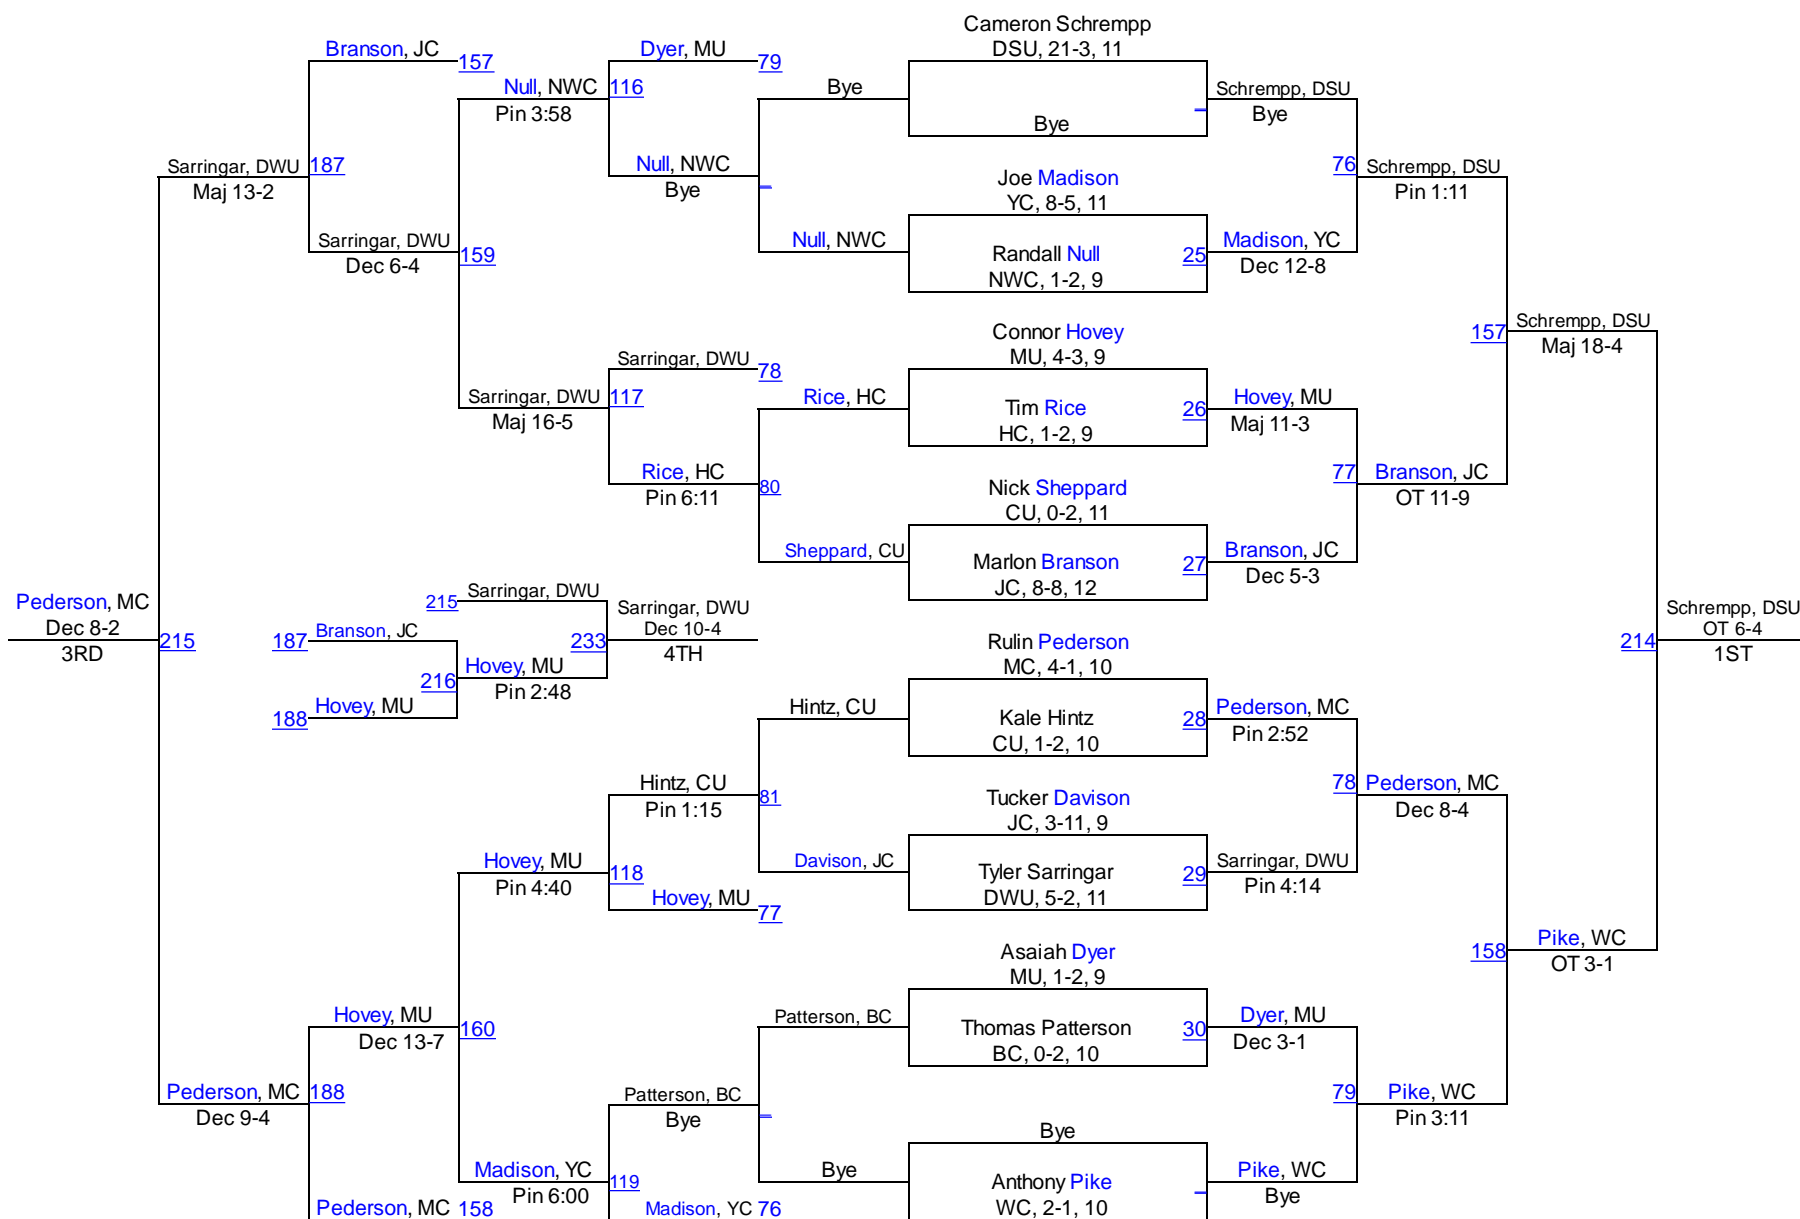 Cameron Schrempp
DSU, 21-3, 11
Bye
Joe Madison
YC, 8-5, 11
Randall Null
NWC, 1-2, 9
25
Connor Hovey
MU, 4-3, 9
Tim Rice
HC, 1-2, 9
26
Nick Sheppard
CU, 0-2, 11
Marlon Branson
JC, 8-8, 12
27
Rulin Pederson
MC, 4-1, 10
Kale Hintz
CU, 1-2, 10
28
Tucker Davison
JC, 3-11, 9
Tyler Sarringar
DWU, 5-2, 11
29
Asaiah Dyer
MU, 1-2, 9
Thomas Patterson
BC, 0-2, 10
30
Bye
Anthony Pike
WC, 2-1, 10
Schrempp, DSU
Bye
76
Madison, YC
Dec 12-8
Hovey, MU
Maj 11-3
77
Branson, JC
Dec 5-3
Pederson, MC
Pin 2:52
78
Sarringar, DWU
Pin 4:14
Dyer, MU
Dec 3-1
79
Pike, WC
Bye
Schrempp, DSU
Pin 1:11
157
Branson, JC
OT 11-9
Pederson, MC
Dec 8-4
158
Pike, WC
Pin 3:11
Schrempp, DSU
Maj 18-4
214
Pike, WC
OT 3-1
Schrempp, DSU
OT 6-4
1ST
Bye
Null, NWC
Rice, HC
80
Sheppard, CU
Hintz, CU
81
Davison, JC
Patterson, BC
Bye
Dyer, MU
79
116
Null, NWC
Bye
Sarringar, DWU
78
117
Rice, HC
Pin 6:11
Hintz, CU
Pin 1:15
118
Hovey, MU
77
Patterson, BC
Bye
119
Madison, YC 76
Null, NWC
Pin 3:58
159
Sarringar, DWU
Maj 16-5
Hovey, MU
Pin 4:40
160
Madison, YC
Pin 6:00
Branson, JC
157
187
Sarringar, DWU
Dec 6-4
Hovey, MU
Dec 13-7
188
Pederson, MC 158
Sarringar, DWU
Maj 13-2
215
Pederson, MC
Dec 9-4
Pederson, MC
Dec 8-2
3RD
215
Sarringar, DWU
187
Branson, JC
216
188
Hovey, MU
Hovey, MU
Pin 2:48
233
Sarringar, DWU
Dec 10-4
4TH